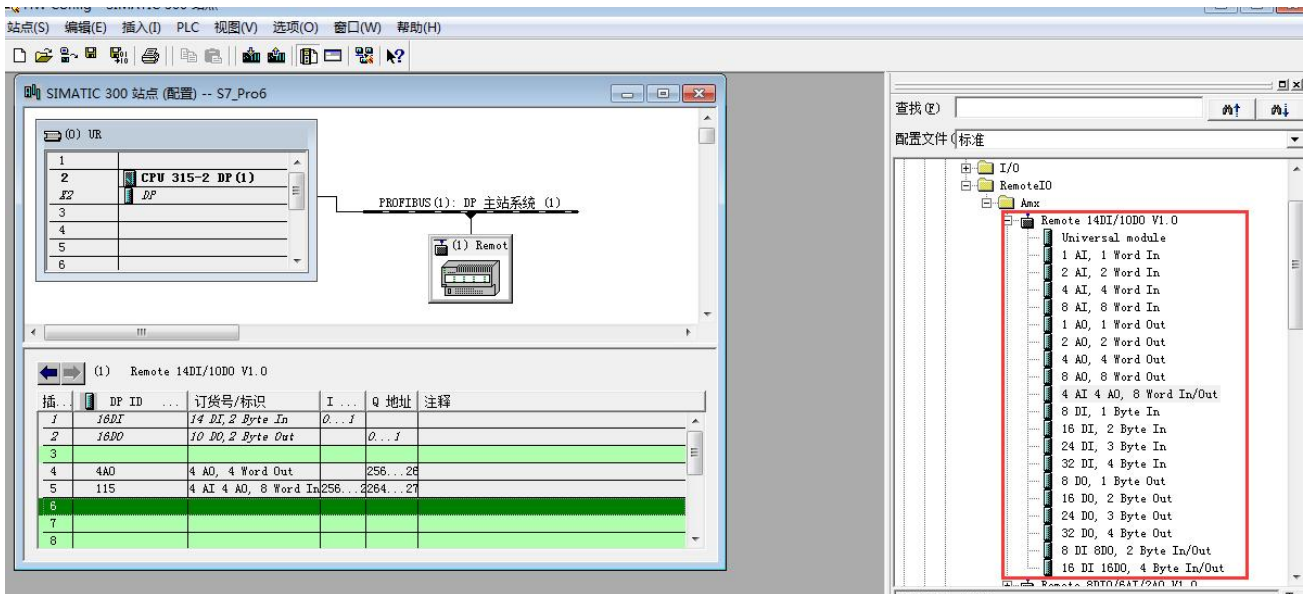 站点(S) 编辑(E) 插入(I) PLC 视图(V) 选项(O) 窗口(W) 帮助(H)
SIMATIC 300 站点 (配置) -- S7_Pro6
(0) UR
1
2 CPU 315-2 DP(1)
X2 DP
3
4
5
6
PROFIBUS(1): DP 主站系统 (1)
(1) Remot
(1) Remote 14DI/10DO V1.0
插... DP ID ... 订货号/标识 I ... Q 地址 注释
1 16DI 14 DI,2 Byte In 0...1
2 16DO 10 DO,2 Byte Out 0...1
3
4 4AO 4 AO, 4 Word Out 256...26
5 115 4 AI 4 AO, 8 Word In 256...2 264...27
6
7
8
查找(F)
配置文件(
标准
I/O
RemoteIO
Amx
Remote 14DI/10DO V1.0
Universal module
1 AI, 1 Word In
2 AI, 2 Word In
4 AI, 4 Word In
8 AI, 8 Word In
1 AO, 1 Word Out
2 AO, 2 Word Out
4 AO, 4 Word Out
8 AO, 8 Word Out
4 AI 4 AO, 8 Word In/Out
8 DI, 1 Byte In
16 DI, 2 Byte In
24 DI, 3 Byte In
32 DI, 4 Byte In
8 DO, 1 Byte Out
16 DO, 2 Byte Out
24 DO, 3 Byte Out
32 DO, 4 Byte Out
8 DI 8DO, 2 Byte In/Out
16 DI 16DO, 4 Byte In/Out